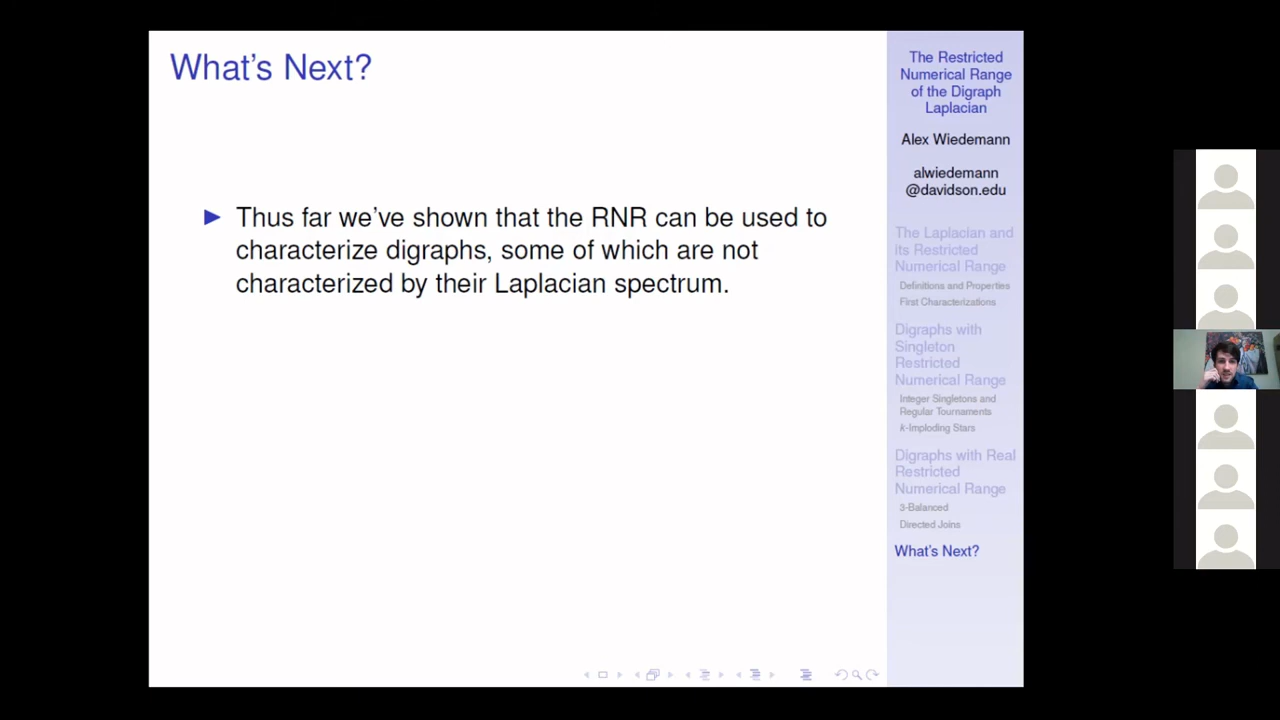 What's Next?
▶ Thus far we've shown that the RNR can be used to
characterize digraphs, some of which are not
characterized by their Laplacian spectrum.
The Restricted
Numerical Range
of the Digraph
Laplacian
Alex Wiedemann
alwiedemann
@davidson.edu
The Laplacian and
its Restricted
Numerical Range
Definitions and Properties
First Characterizations
Digraphs with
Singleton
Restricted
Numerical Range
Integer Singletons and
Regular Tournaments
k-Imploding Stars
Digraphs with Real
Restricted
Numerical Range
3-Balanced
Directed Joins
What's Next?